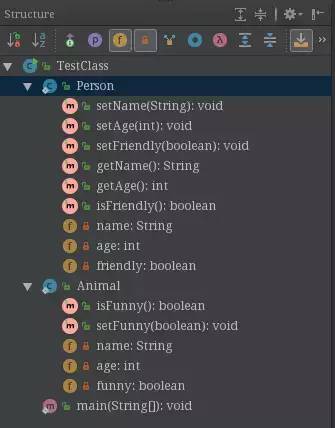 Structure
TestClass
Person
setName(String): void
setAge(int): void
setFriendly(boolean): void
getName(): String
getAge(): int
isFriendly(): boolean
name: String
age: int
friendly: boolean
Animal
isFunny(): boolean
setFunny(boolean): void
name: String
age: int
funny: boolean
main(String[]): void